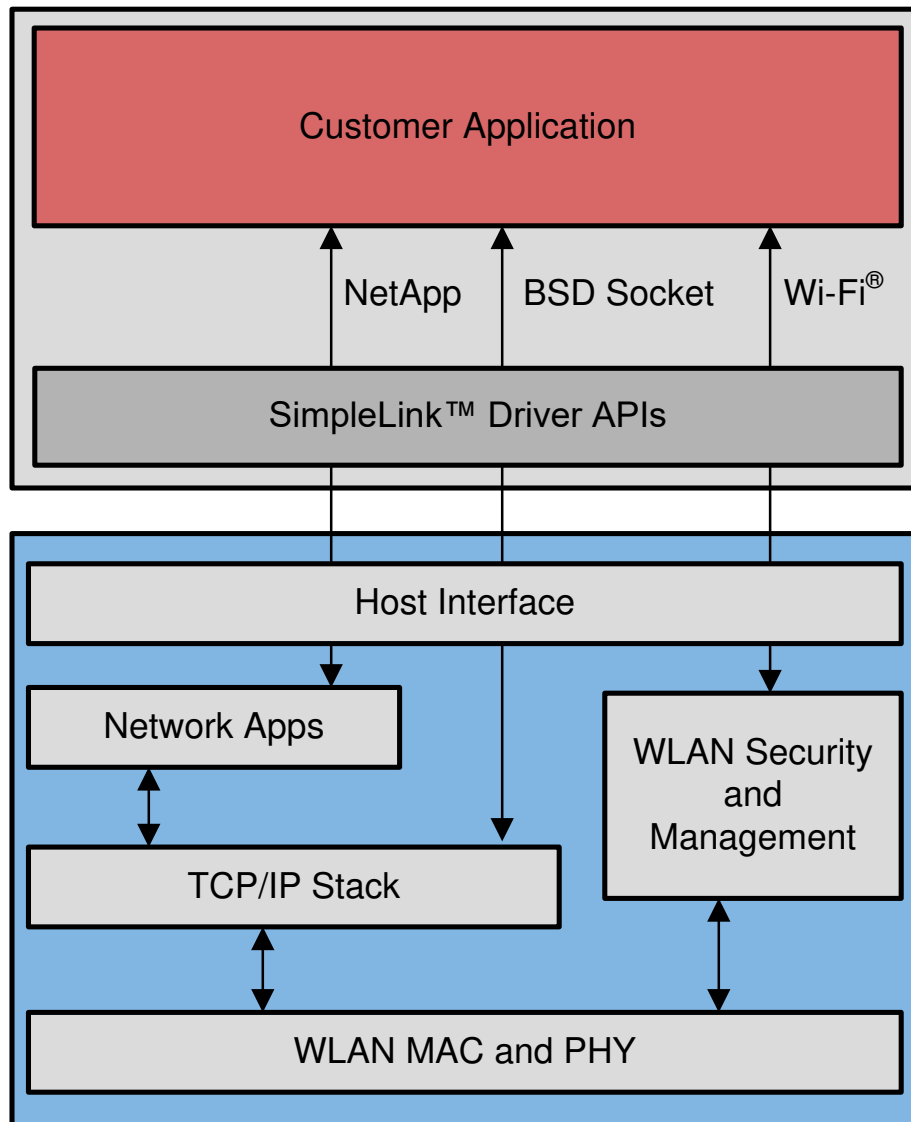 Customer Application
NetApp
BSD Socket
Wi-Fi®
SimpleLink™ Driver APIs
Host Interface
Network Apps
WLAN Security
and
Management
TCP/IP Stack
WLAN MAC and PHY